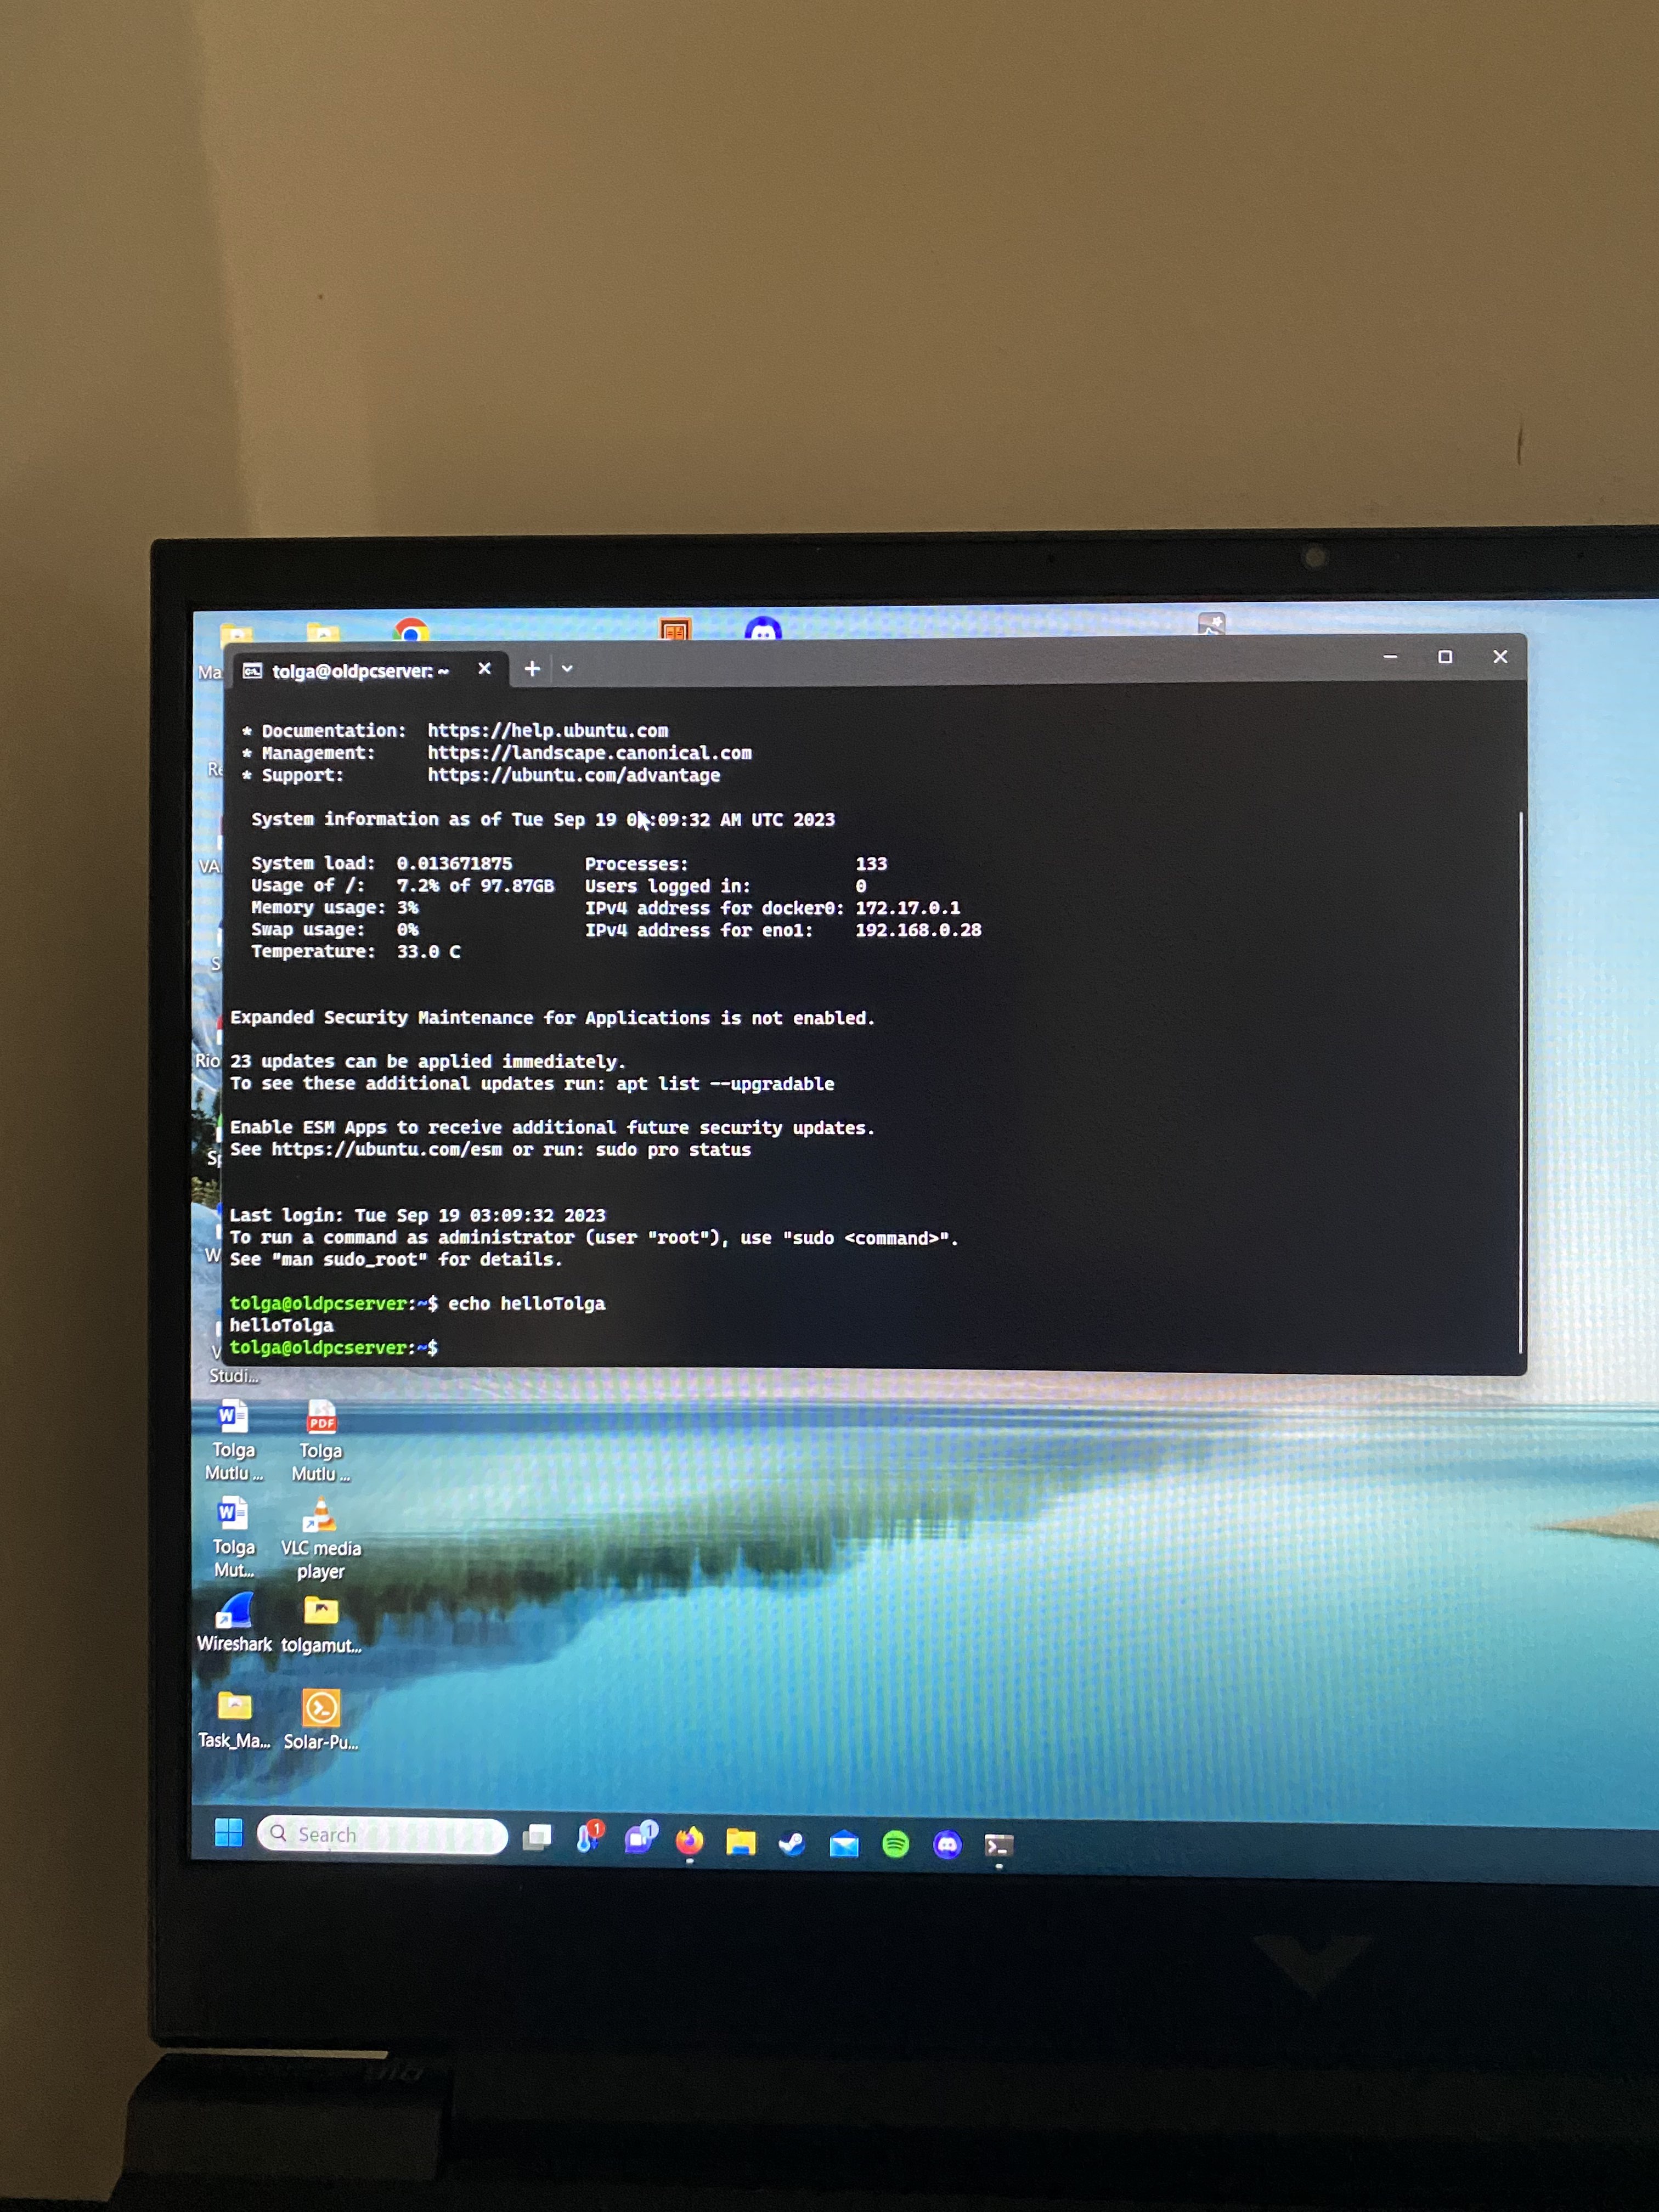 tolga@oldpcserver: ~
* Documentation: https://help.ubuntu.com
* Management: https://landscape.canonical.com
* Support: https://ubuntu.com/advantage
System information as of Tue Sep 19 :09:32 AM UTC 2023
System load: 0.013671875 Processes: 133
Usage of /: 7.2% of 97.87GB Users logged in: 0
Memory usage: 3% IPv4 address for docker0: 172.17.0.1
Swap usage: 0% IPv4 address for eno1: 192.168.0.28
Temperature: 33.0 C
Expanded Security Maintenance for Applications is not enabled.
23 updates can be applied immediately.
To see these additional updates run: apt list --upgradable
Enable ESM Apps to receive additional future security updates.
See https://ubuntu.com/esm or run: sudo pro status
Last login: Tue Sep 19 03:09:32 2023
To run a command as administrator (user "root"), use "sudo <command>".
See "man sudo_root" for details.
tolga@oldpcserver:~$ echo helloTolga
helloTolga
tolga@oldpcserver:~$
Ma
Re
VA
S
Rio
Sp
W
V
Studi...
Tolga
Mutlu ...
Tolga
Mutlu ...
PDF
Tolga
Mut...
VLC media
player
Wireshark
tolgamut...
Task_Ma...
Solar-Pu...
Search
1
1